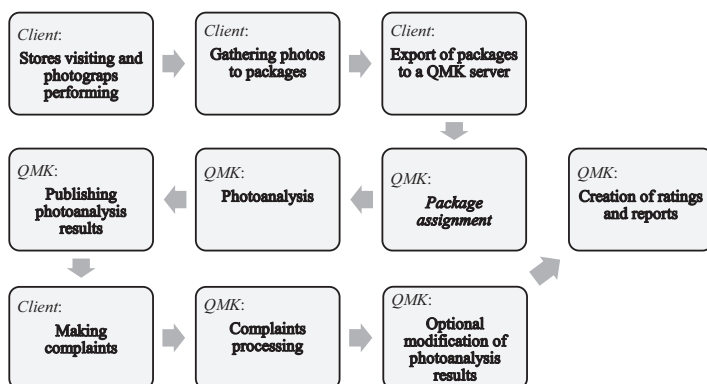 Client:
Stores visiting and
photograps
performing
Client:
Gathering photos
to packages
Client:
Export of packages
to a QMK server
QMK:
Publishing
photoanalysis
results
QMK:
Photoanalysis
QMK:
Package
assignment
QMK:
Creation of ratings
and reports
Client:
Making
complaints
QMK:
Complaints
processing
QMK:
Optional
modification of
photoanalysis
results